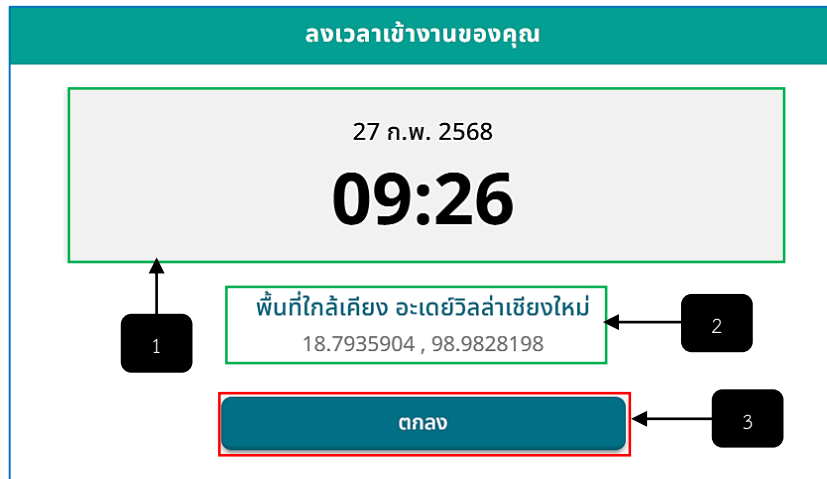 ลงเวลาเข้างานของคุณ
27 ก.พ. 2568
09:26
พื้นที่ใกล้เคียง อะเดย์วิลล่าเชียงใหม่
18.7935904 , 98.9828198
ตกลง
1
2
3